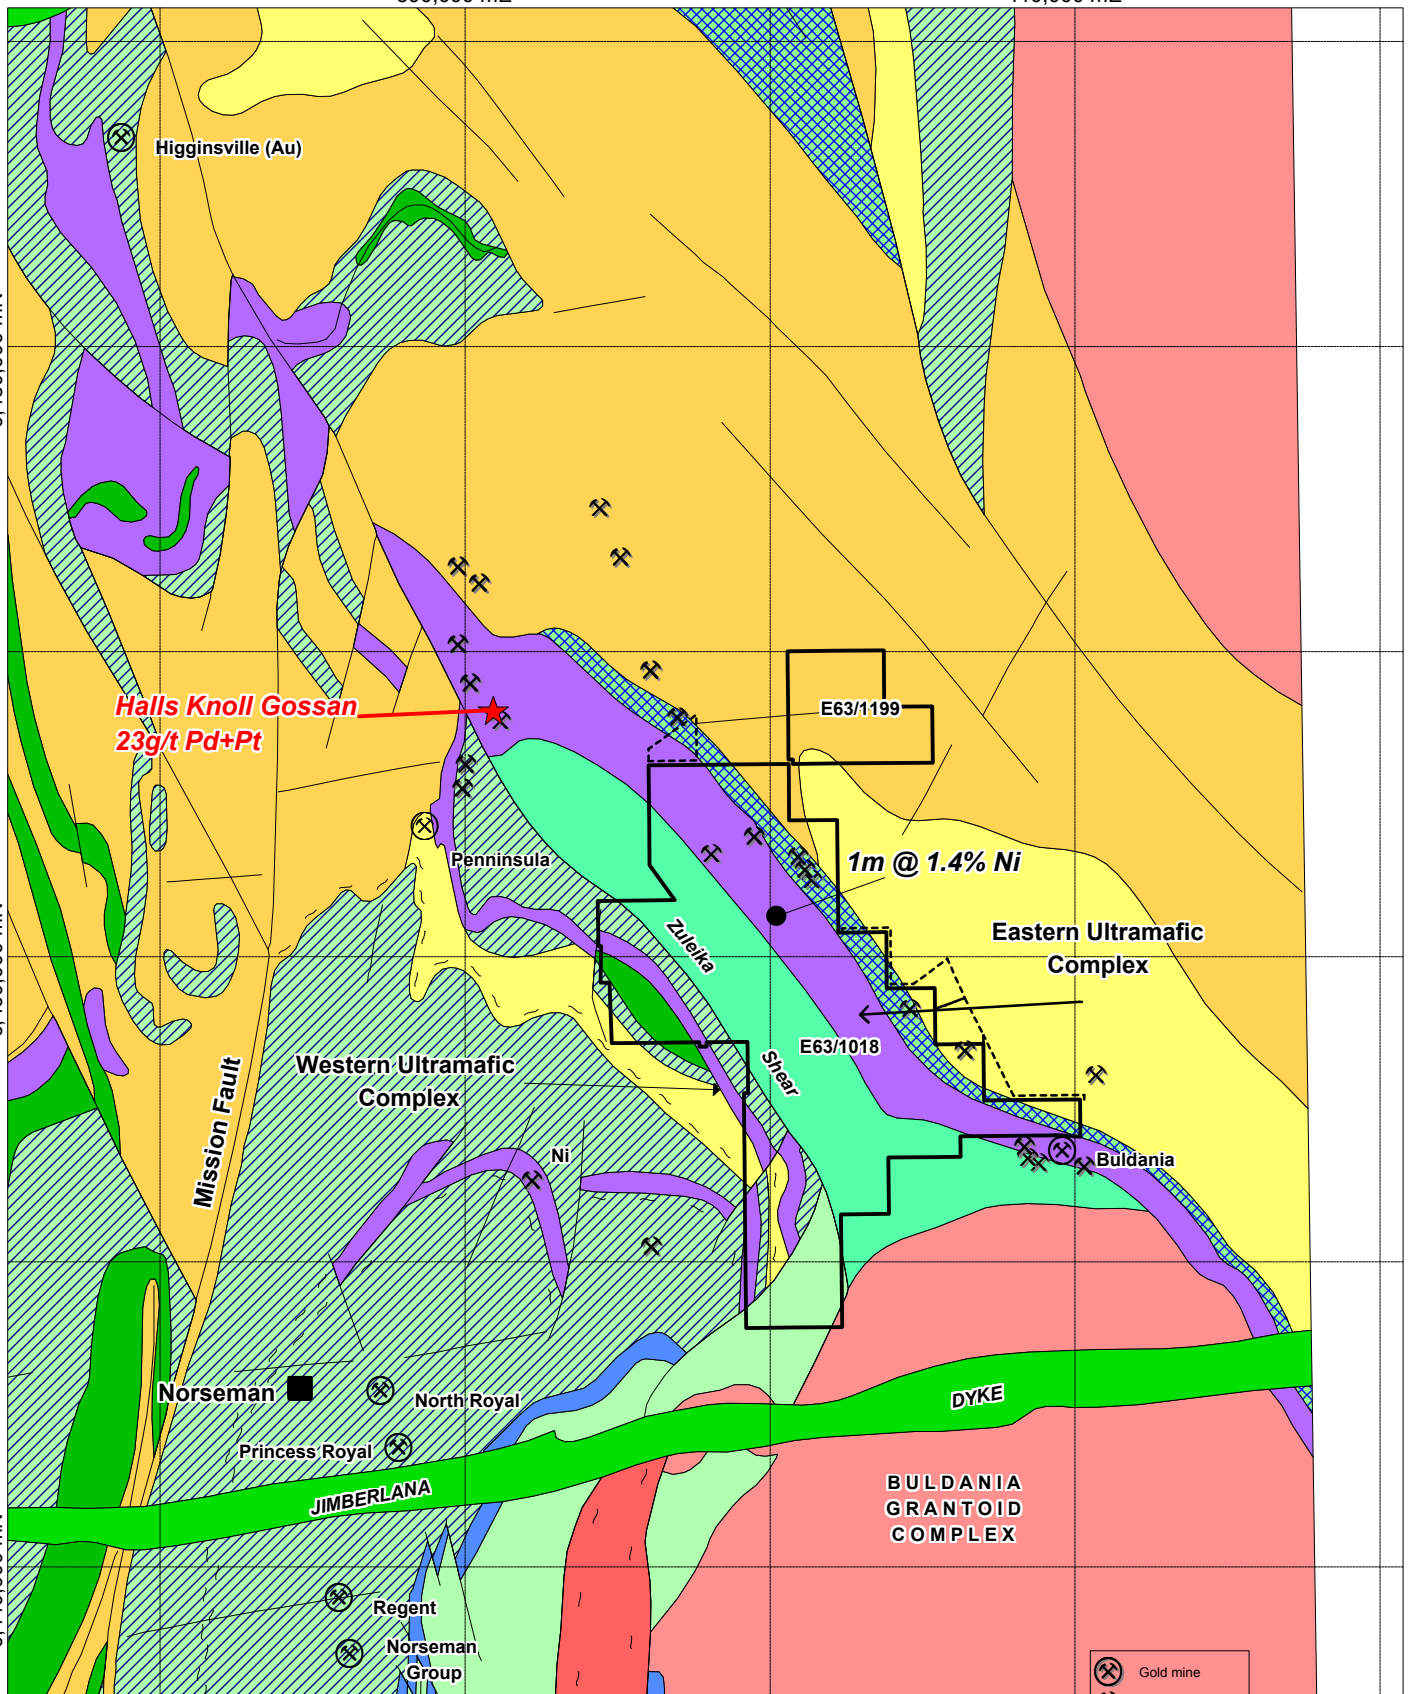 Higginsville (Au)
Halls Knoll Gossan
23g/t Pd+Pt
E63/1199
Penninsula
1m @ 1.4% Ni
Zuleika
Eastern Ultramafic
Complex
E63/1018
Shear
Western Ultramafic
Complex
Mission Fault
Ni
Buldania
Norseman
North Royal
DYKE
Princess Royal
JIMBERLANA
BULDANIA
GRANTOID
COMPLEX
Regent
Norseman
Group
Gold mine